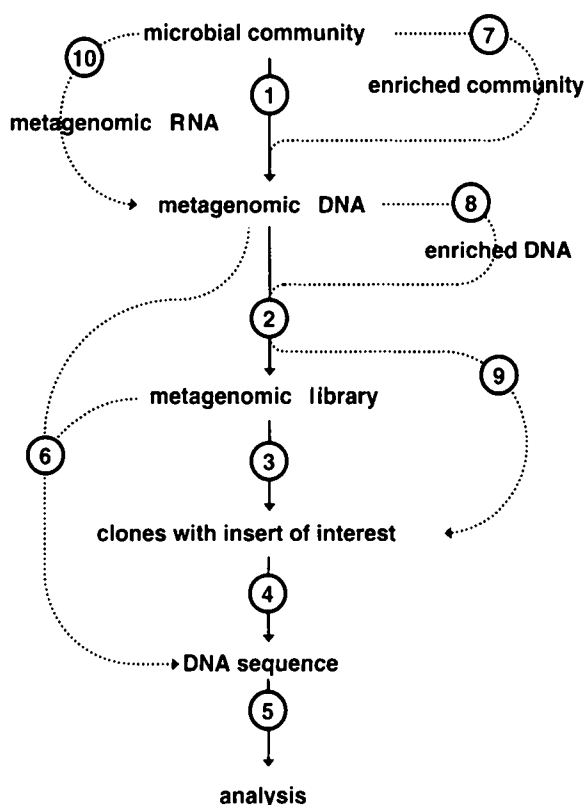 microbial community
7
10
enriched community
1
metagenomic RNA
metagenomic DNA
8
enriched DNA
2
9
metagenomic library
6
3
clones with insert of interest
4
DNA sequence
5
analysis